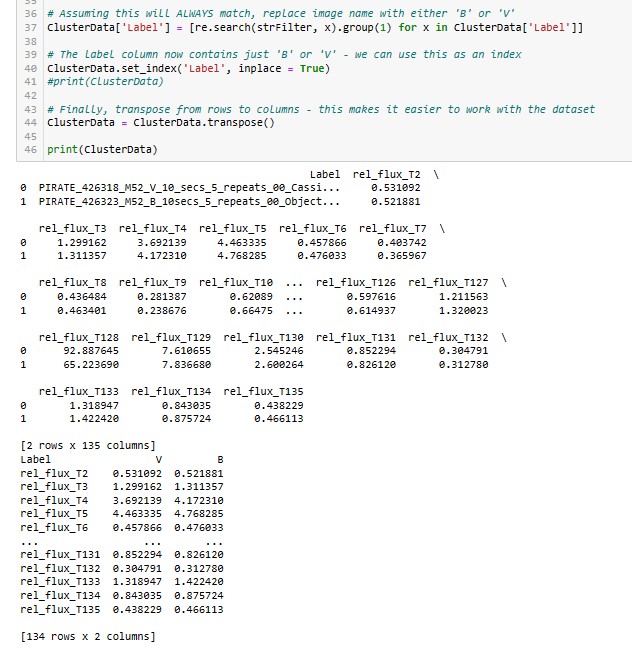 36 # Assuming this will ALWAYS match, replace image name with either 'B' or 'V'
37 ClusterData['Label'] = [re.search(strFilter, x).group(1) for x in ClusterData['Label']]
38
39 # The label column now contains just 'B' or 'V' - we can use this as an index
40 ClusterData.set_index('Label', inplace = True)
41 #print(ClusterData)
42
43 # Finally, transpose from rows to columns - this makes it easier to work with the dataset
44 ClusterData = ClusterData.transpose()
45
46 print(ClusterData)
Label rel_flux_T2 \
0 PIRATE_426318_M52_V_10_secs_5_repeats_00_Cassi... 0.531092
1 PIRATE_426323_M52_B_10secs_5_repeats_00_Object... 0.521881
rel_flux_T3 rel_flux_T4 rel_flux_T5 rel_flux_T6 rel_flux_T7 \
0 1.299162 3.692139 4.463335 0.457866 0.403742
1 1.311357 4.172310 4.768285 0.476033 0.365967
rel_flux_T8 rel_flux_T9 rel_flux_T10 ... rel_flux_T126 rel_flux_T127 \
0 0.436484 0.281387 0.62089 ... 0.597616 1.211563
1 0.463401 0.238676 0.66475 ... 0.614937 1.320023
rel_flux_T128 rel_flux_T129 rel_flux_T130 rel_flux_T131 rel_flux_T132 \
0 92.887645 7.610655 2.545246 0.852294 0.304791
1 65.223690 7.836680 2.600264 0.826120 0.312780
rel_flux_T133 rel_flux_T134 rel_flux_T135
0 1.318947 0.843035 0.438229
1 1.422420 0.875724 0.466113
[2 rows x 135 columns]
Label V B
rel_flux_T2 0.531092 0.521881
rel_flux_T3 1.299162 1.311357
rel_flux_T4 3.692139 4.172310
rel_flux_T5 4.463335 4.768285
rel_flux_T6 0.457866 0.476033
... ... ...
rel_flux_T131 0.852294 0.826120
rel_flux_T132 0.304791 0.312780
rel_flux_T133 1.318947 1.422420
rel_flux_T134 0.843035 0.875724
rel_flux_T135 0.438229 0.466113
[134 rows x 2 columns]